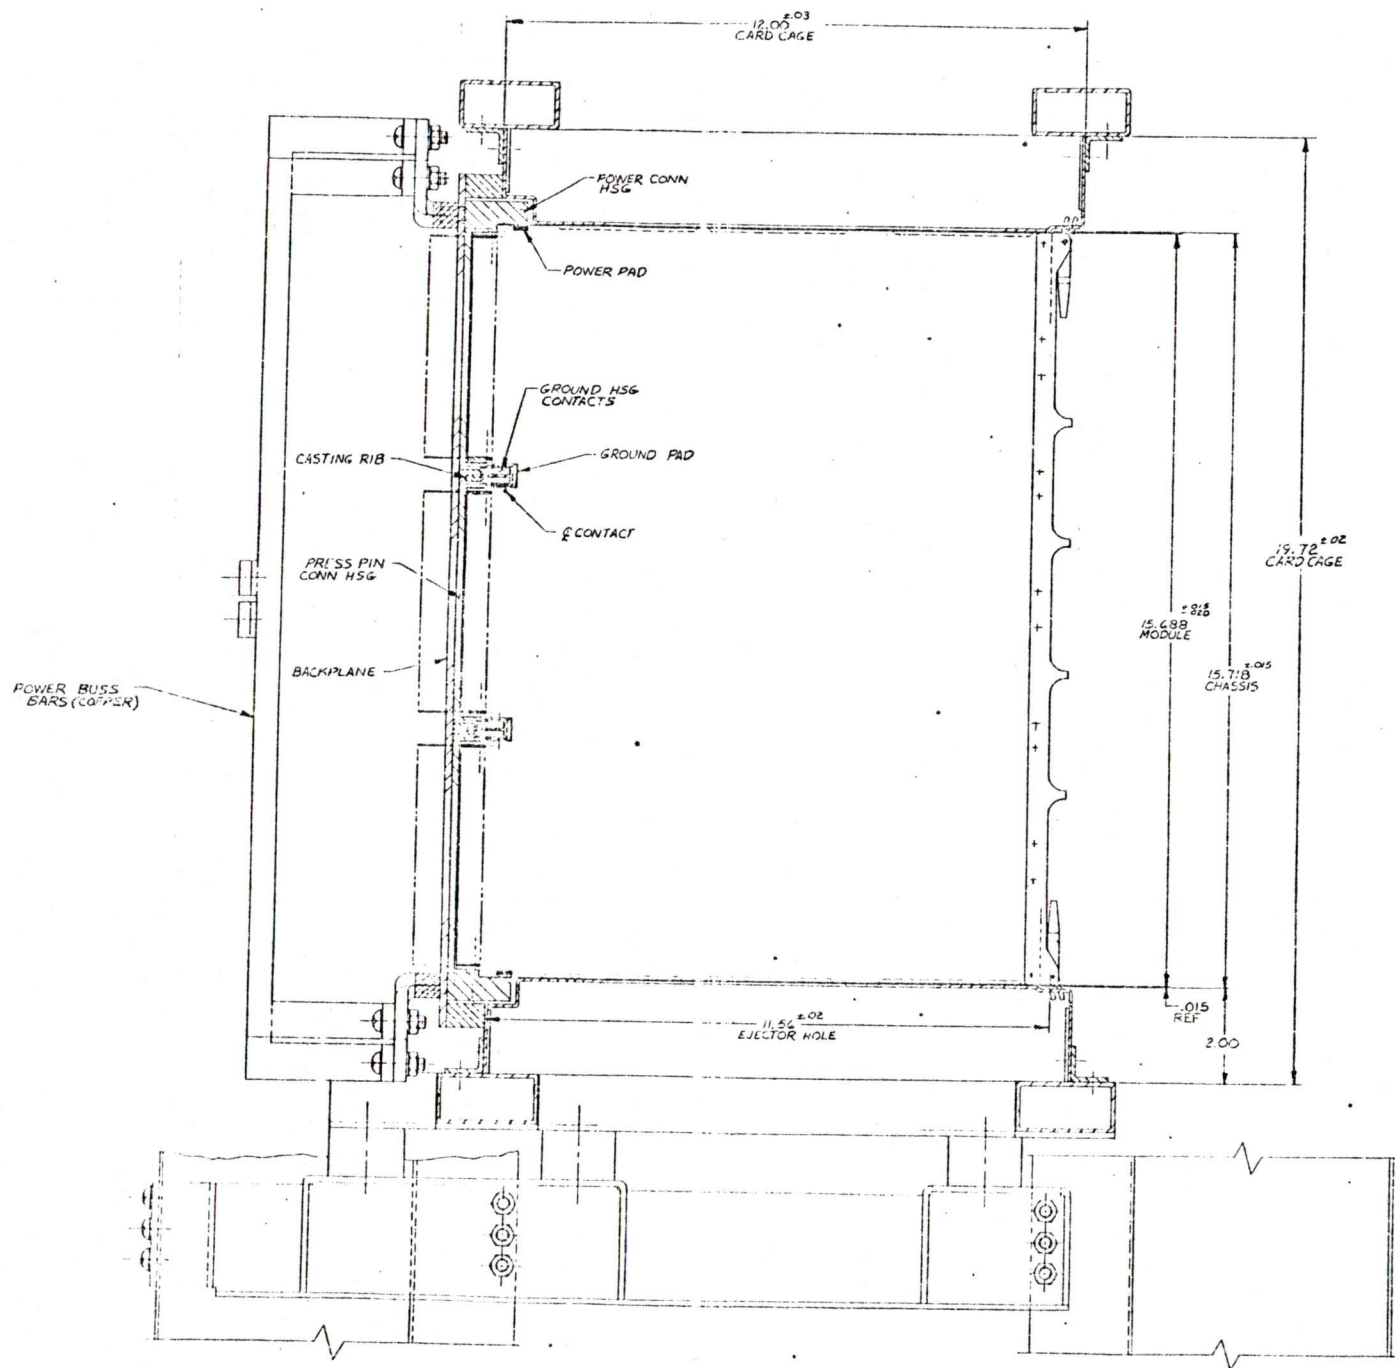 12.00 ±.03
CARD CAGE
POWER CONN
HSG
POWER PAD
GROUND HSG
CONTACTS
CASTING RIB
GROUND PAD
℄ CONTACT
PRESS PIN
CONN HSG
19.72 ±.02
CARD CAGE
15.688
MODULE
15.718 ±.015
CHASSIS
BACKPLANE
POWER BUSS
BARS (COPPER)
11.56 ±.02
EJECTOR HOLE
.015
REF
2.00